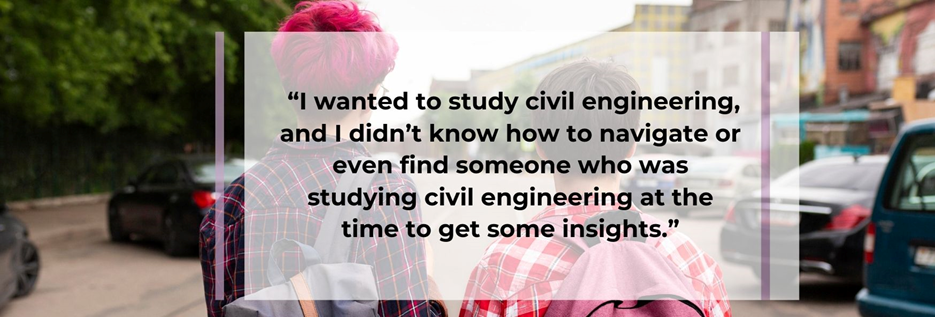 “I wanted to study civil engineering,
and I didn’t know how to navigate or
even find someone who was
studying civil engineering at the
time to get some insights.”